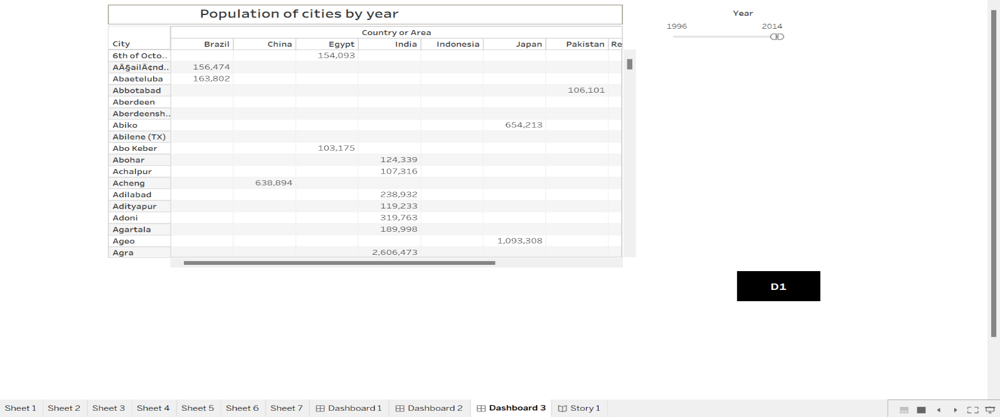 Population of cities by year
Year
1996 2014
Country or Area
City Brazil China Egypt India Indonesia Japan Pakistan Re
6th of Octo.. 154,093
AÃ§ailÃ¢nd.. 156,474
Abaeteluba 163,802
Abbotabad 106,101
Aberdeen
Aberdeensh..
Abiko 654,213
Abilene (TX)
Abo Keber 103,175
Abohar 124,339
Achalpur 107,316
Acheng 638,894
Adilabad 238,932
Adityapur 119,233
Adoni 319,763
Agartala 189,998
Ageo 1,093,308
Agra 2,606,473
D1
Sheet 1 Sheet 2 Sheet 3 Sheet 4 Sheet 5 Sheet 6 Sheet 7 Dashboard 1 Dashboard 2 Dashboard 3 Story 1